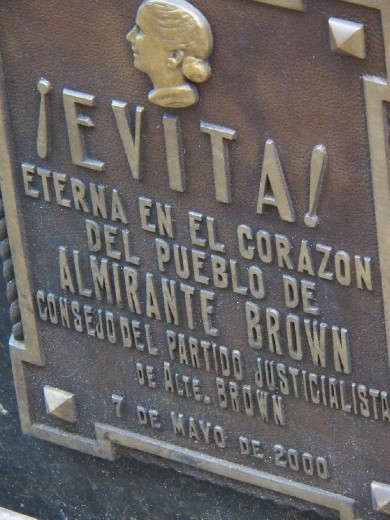 ¡EVITA!
ETERNA EN EL CORAZON
DEL PUEBLO DE
ALMIRANTE BROWN
CONSEJO DEL PARTIDO JUSTICIALISTA
DE ALTE. BROWN
7 DE MAYO DE 2000